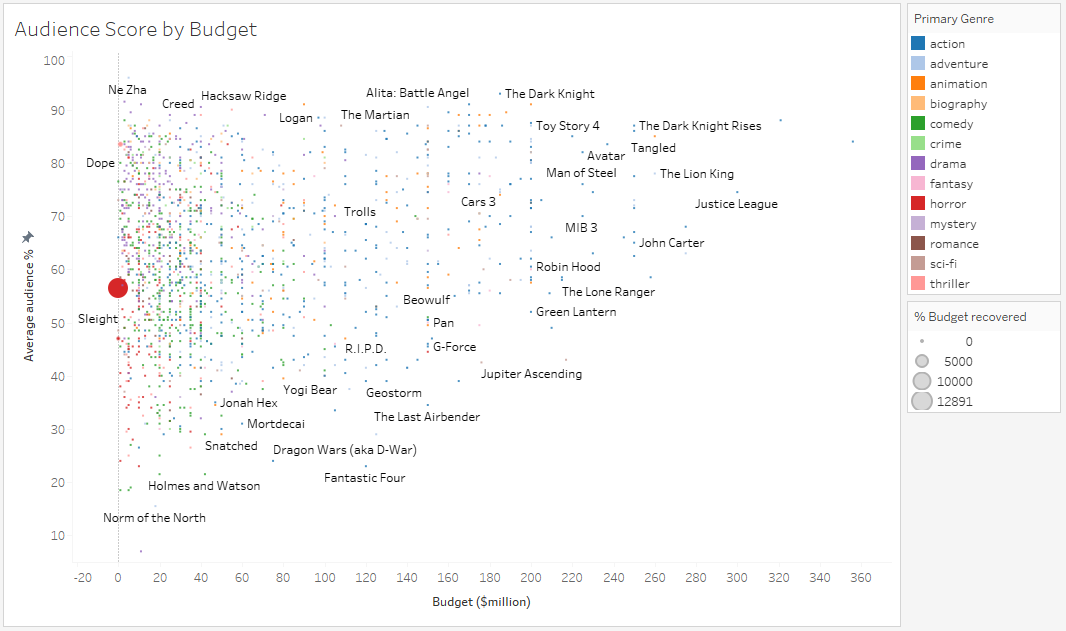 Audience Score by Budget
Primary Genre
action
adventure
animation
biography
comedy
crime
drama
fantasy
horror
mystery
romance
sci-fi
thriller
% Budget recovered
0
5000
10000
12891
Average audience %
100
90
80
70
60
50
40
30
20
10
Ne Zha
Creed
Hacksaw Ridge
Alita: Battle Angel
The Dark Knight
Logan
The Martian
Toy Story 4
The Dark Knight Rises
Dope
Avatar
Tangled
Man of Steel
The Lion King
Cars 3
Justice League
Trolls
MIB 3
John Carter
Robin Hood
The Lone Ranger
Beowulf
Green Lantern
Sleight
Pan
R.I.P.D.
G-Force
Jupiter Ascending
Yogi Bear
Geostorm
Jonah Hex
The Last Airbender
Mortdecai
Snatched
Dragon Wars (aka D-War)
Fantastic Four
Holmes and Watson
Norm of the North
-20 0 20 40 60 80 100 120 140 160 180 200 220 240 260 280 300 320 340 360
Budget ($million)